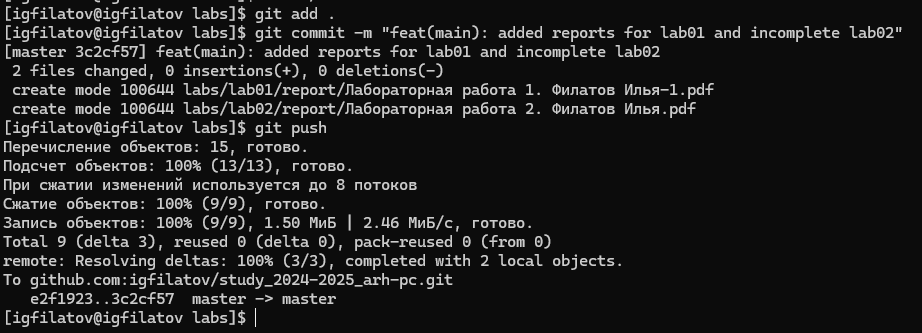 [igfilatov@igfilatov labs]$ git add .
[igfilatov@igfilatov labs]$ git commit -m "feat(main): added reports for lab01 and incomplete lab02"
[master 3c2cf57] feat(main): added reports for lab01 and incomplete lab02
 2 files changed, 0 insertions(+), 0 deletions(-)
 create mode 100644 labs/lab01/report/Лабораторная работа 1. Филатов Илья-1.pdf
 create mode 100644 labs/lab02/report/Лабораторная работа 2. Филатов Илья.pdf
[igfilatov@igfilatov labs]$ git push
Перечисление объектов: 15, готово.
Подсчет объектов: 100% (13/13), готово.
При сжатии изменений используется до 8 потоков
Сжатие объектов: 100% (9/9), готово.
Запись объектов: 100% (9/9), 1.50 МиБ | 2.46 МиБ/с, готово.
Total 9 (delta 3), reused 0 (delta 0), pack-reused 0 (from 0)
remote: Resolving deltas: 100% (3/3), completed with 2 local objects.
To github.com:igfilatov/study_2024-2025_arh-pc.git
   e2f1923..3c2cf57  master -> master
[igfilatov@igfilatov labs]$